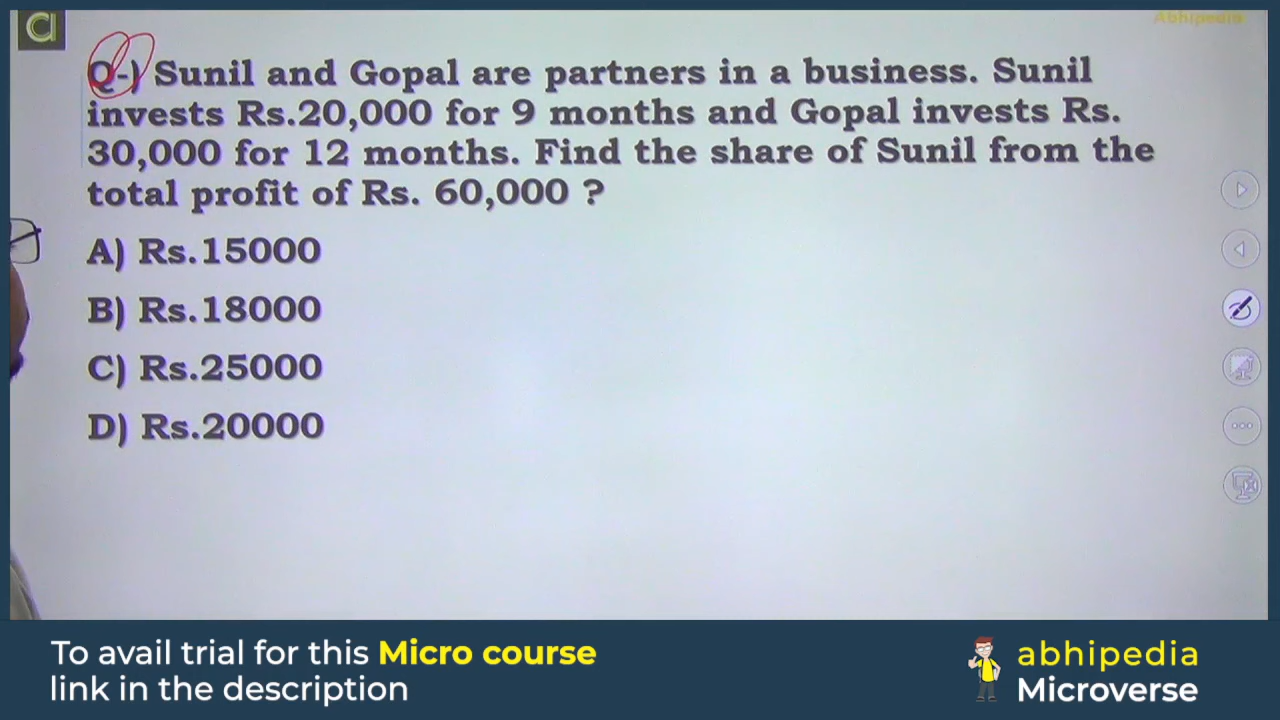 Abhipedia
Q-) Sunil and Gopal are partners in a business. Sunil
invests Rs.20,000 for 9 months and Gopal invests Rs.
30,000 for 12 months. Find the share of Sunil from the
total profit of Rs. 60,000 ?
A) Rs.15000
B) Rs.18000
C) Rs.25000
D) Rs.20000
To avail trial for this Micro course
link in the description
abhipedia
Microverse